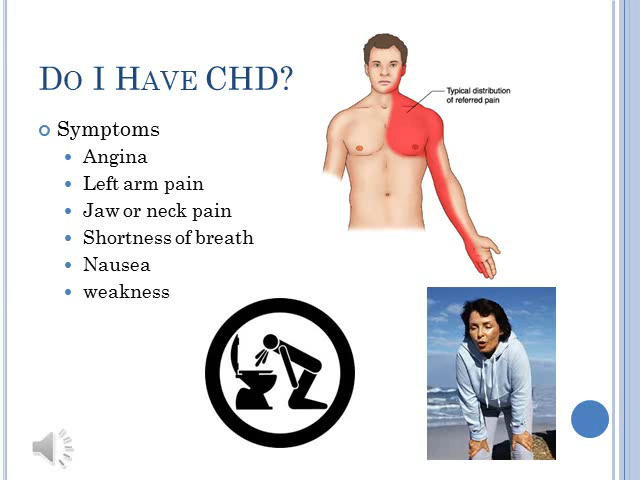 Do I Have CHD?
Symptoms
Angina
Left arm pain
Jaw or neck pain
Shortness of breath
Nausea
weakness
Typical distribution
of referred pain